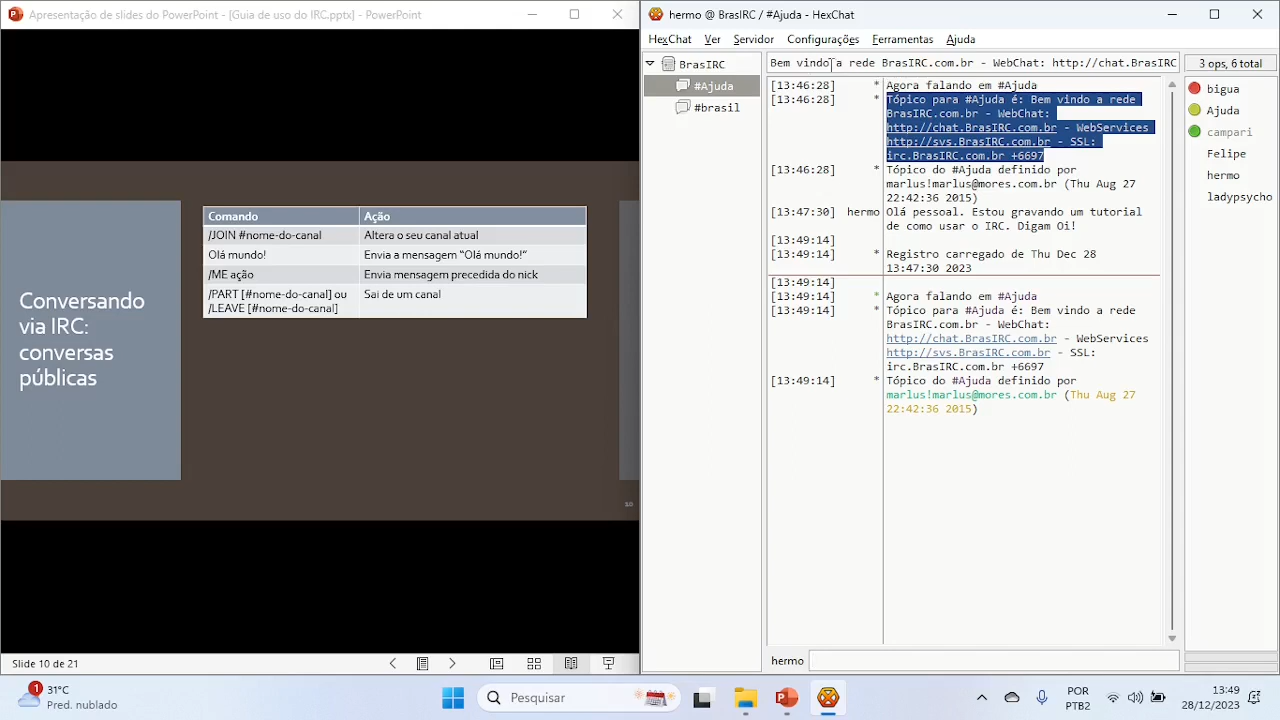 Apresentação de slides do PowerPoint - [Guia de uso do IRC.pptx] - PowerPoint
Conversando
via IRC:
conversas
públicas
Comando Ação
/JOIN #nome-do-canal Altera o seu canal atual
Olá mundo! Envia a mensagem “Olá mundo!”
/ME ação Envia mensagem precedida do nick
/PART [#nome-do-canal] ou Sai de um canal
/LEAVE [#nome-do-canal]
10
Slide 10 de 21
hermo @ BrasIRC / #Ajuda - HexChat
HexChat Ver Servidor Configurações Ferramentas Ajuda
BrasIRC
#Ajuda
#brasil
Bem vindo a rede BrasIRC.com.br - WebChat: http://chat.BrasIRC
3 ops, 6 total
[13:46:28] * Agora falando em #Ajuda
[13:46:28] * Tópico para #Ajuda é: Bem vindo a rede
BrasIRC.com.br - WebChat:
http://chat.BrasIRC.com.br - WebServices
http://svs.BrasIRC.com.br - SSL:
irc.BrasIRC.com.br +6697
[13:46:28] * Tópico do #Ajuda definido por
marlus!marlus@mores.com.br (Thu Aug 27
22:42:36 2015)
[13:47:30] hermo Olá pessoal. Estou gravando um tutorial
de como usar o IRC. Digam Oi!
[13:49:14]
[13:49:14] * Registro carregado de Thu Dec 28
13:47:30 2023
[13:49:14]
[13:49:14] * Agora falando em #Ajuda
[13:49:14] * Tópico para #Ajuda é: Bem vindo a rede
BrasIRC.com.br - WebChat:
http://chat.BrasIRC.com.br - WebServices
http://svs.BrasIRC.com.br - SSL:
irc.BrasIRC.com.br +6697
[13:49:14] * Tópico do #Ajuda definido por
marlus!marlus@mores.com.br (Thu Aug 27
22:42:36 2015)
bigua
Ajuda
campari
Felipe
hermo
ladypsycho
hermo
1
31°C
Pred. nublado
Pesquisar
POR
PTB2
13:49
28/12/2023